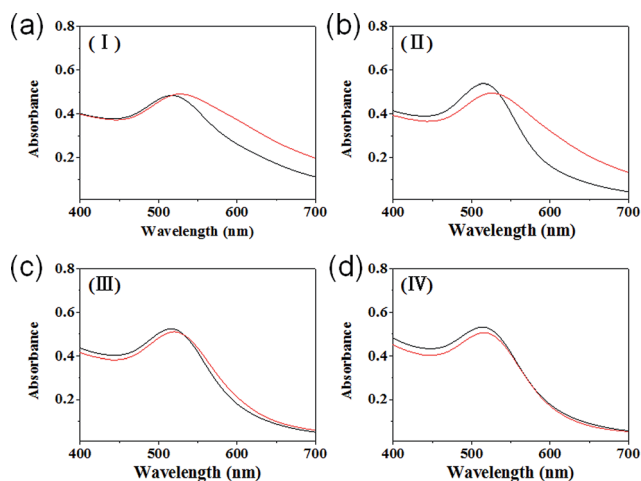 (a)
(I)
0.8
0.6
0.4
0.2
Absorbance
400 500 600 700
Wavelength (nm)
(b)
(II)
0.8
0.6
0.4
0.2
Absorbance
400 500 600 700
Wavelength (nm)
(c)
(III)
0.8
0.6
0.4
0.2
Absorbance
400 500 600 700
Wavelength (nm)
(d)
(IV)
0.8
0.6
0.4
0.2
Absorbance
400 500 600 700
Wavelength (nm)